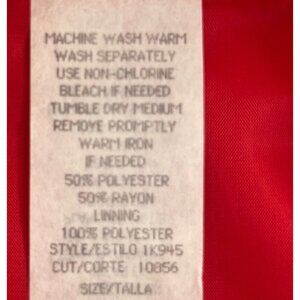 MACHINE WASH WARM
WASH SEPARATELY
USE NON-CHLORINE
BLEACH IF NEEDED
TUMBLE DRY MEDIUM
REMOVE PROMPTLY
WARM IRON
IF NEEDED
50% POLYESTER
50% RAYON
LINNING
100% POLYESTER
STYLE/ESTILO 1K945
CUT/CORTE 10856
SIZE/TALLA